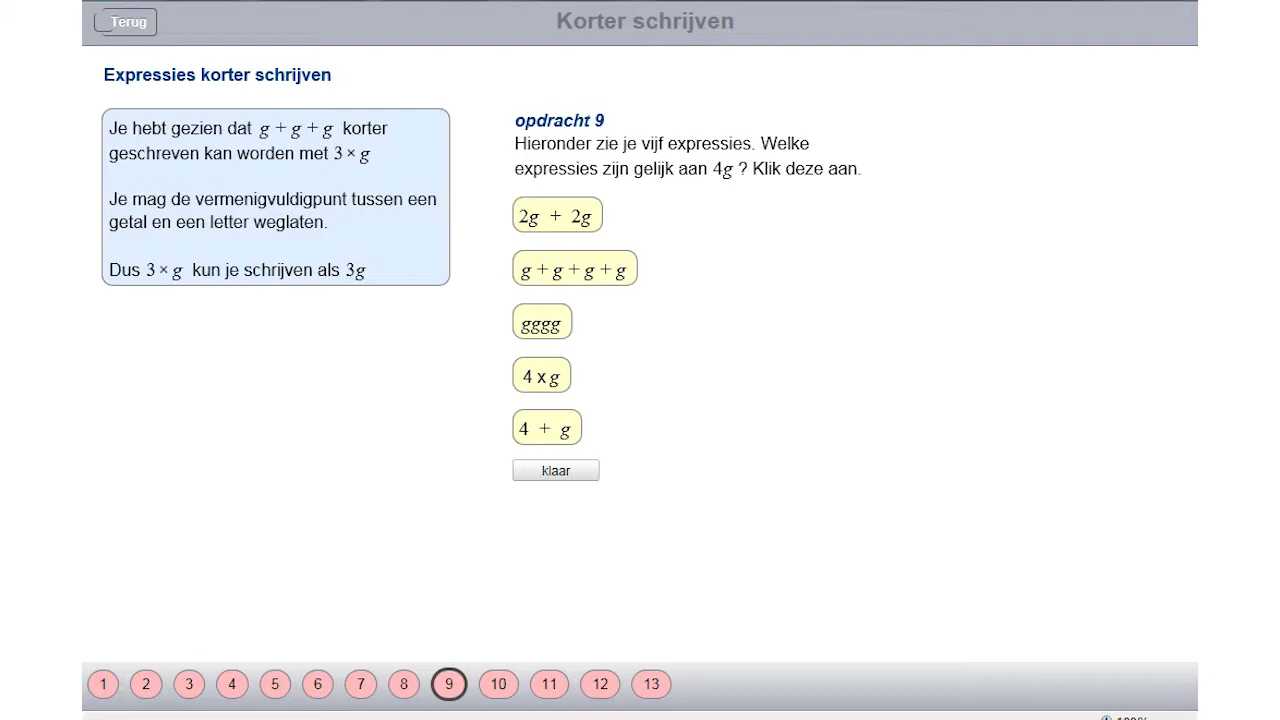 Terug
Korter schrijven
Expressies korter schrijven
Je hebt gezien dat g + g + g korter
geschreven kan worden met 3 × g
Je mag de vermenigvuldigpunt tussen een
getal en een letter weglaten.
Dus 3 × g kun je schrijven als 3g
opdracht 9
Hieronder zie je vijf expressies. Welke
expressies zijn gelijk aan 4g ? Klik deze aan.
2g + 2g
g + g + g + g
gggg
4 x g
4 + g
klaar
1 2 3 4 5 6 7 8 9 10 11 12 13